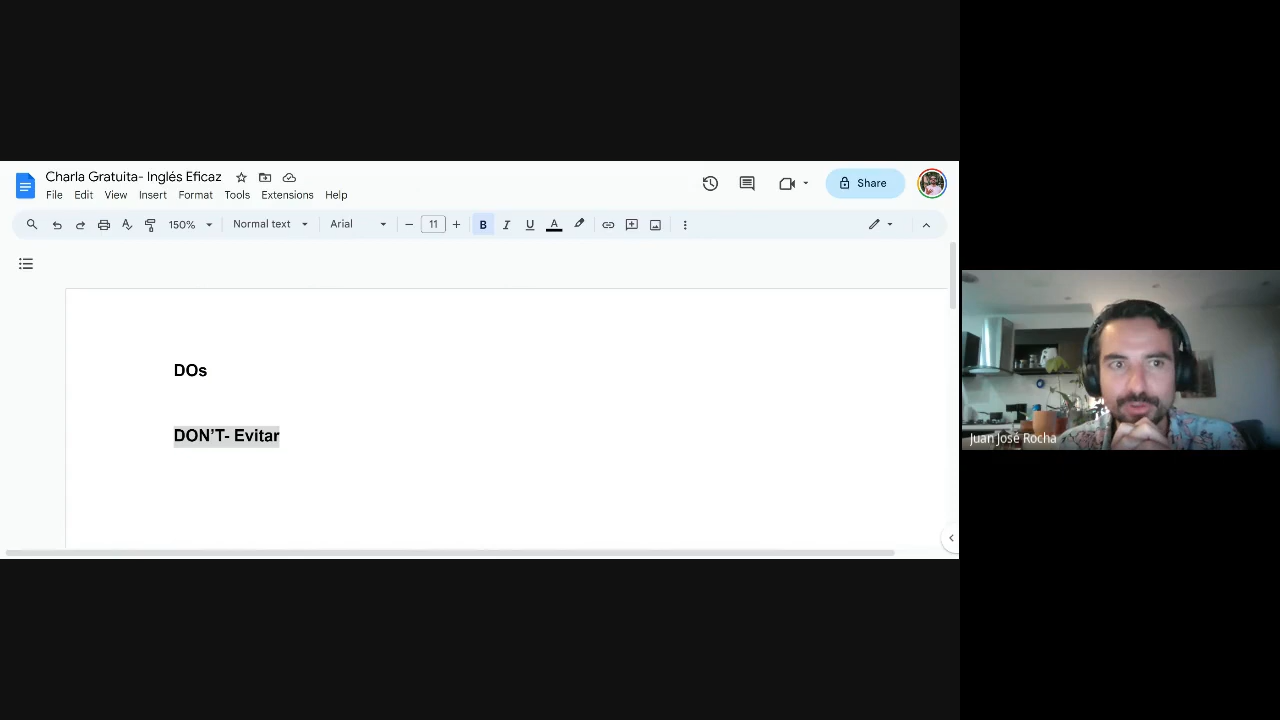 Charla Gratuita- Inglés Eficaz
File Edit View Insert Format Tools Extensions Help
Share
150% Normal text Arial 11 B I U A
DOs
DON'T- Evitar
Juan José Rocha